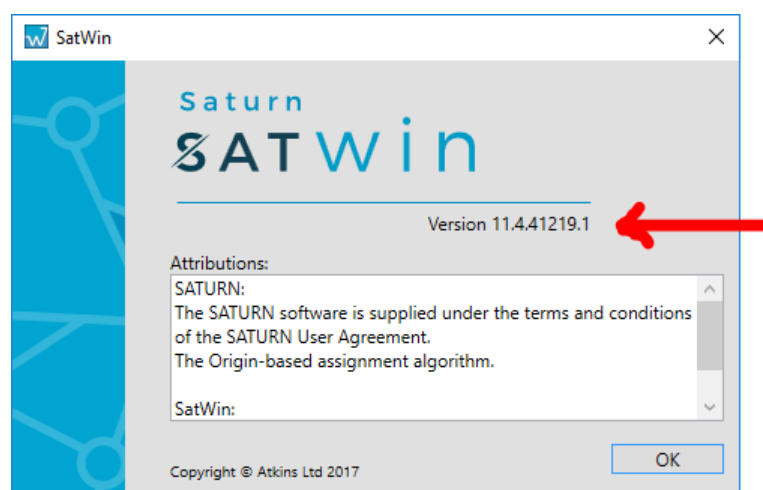 SatWin
Saturn
SATWin
Version 11.4.41219.1
Attributions:
SATURN:
The SATURN software is supplied under the terms and conditions
of the SATURN User Agreement.
The Origin-based assignment algorithm.
SatWin:
Copyright © Atkins Ltd 2017
OK